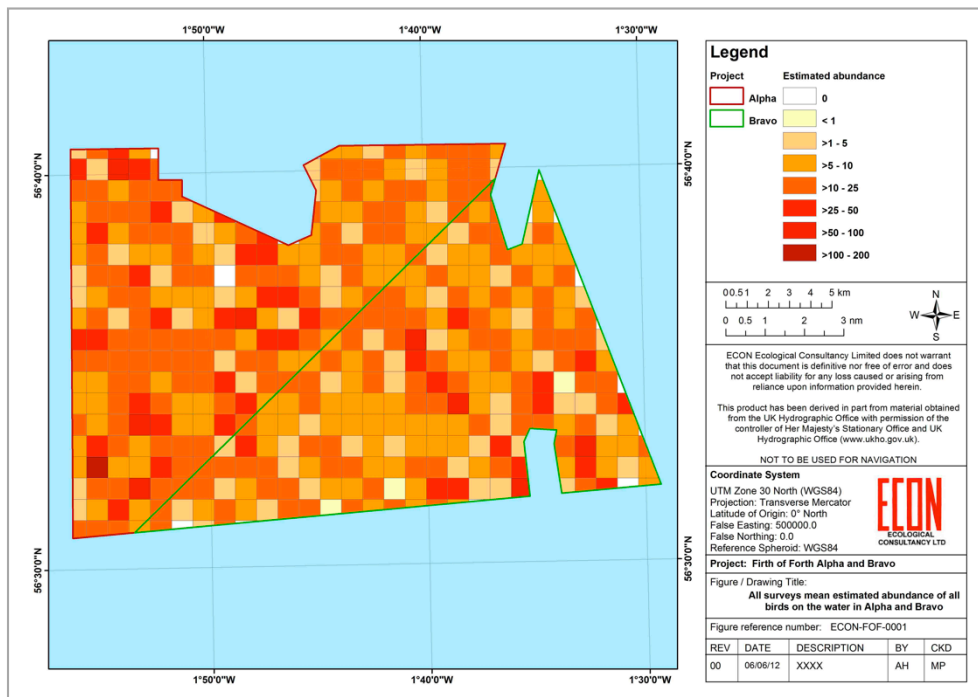 1°50'0"W 1°40'0"W 1°30'0"W
56°40'0"N
56°30'0"N
56°40'0"N
56°30'0"N
1°50'0"W 1°40'0"W 1°30'0"W
Legend
Project Estimated abundance
Alpha 0
Bravo < 1
>1 - 5
>5 - 10
>10 - 25
>25 - 50
>50 - 100
>100 - 200
0 0.5 1 2 3 4 5 km
0 0.5 1 2 3 nm
N
W E
S
ECON Ecological Consultancy Limited does not warrant
that this document is definitive nor free of error and does
not accept liability for any loss caused or arising from
reliance upon information provided herein.
This product has been derived in part from material obtained
from the UK Hydrographic Office with permission of the
controller of Her Majesty's Stationary Office and UK
Hydrographic Office (www.ukho.gov.uk).
NOT TO BE USED FOR NAVIGATION
Coordinate System
UTM Zone 30 North (WGS84)
Projection: Transverse Mercator
Latitude of Origin: 0° North
False Easting: 500000.0
False Northing: 0.0
Reference Spheroid: WGS84
ECON
ECOLOGICAL
CONSULTANCY LTD
Project: Firth of Forth Alpha and Bravo
Figure / Drawing Title:
All surveys mean estimated abundance of all
birds on the water in Alpha and Bravo
Figure reference number: ECON-FOF-0001
REV DATE DESCRIPTION BY CKD
00 06/06/12 XXXX AH MP